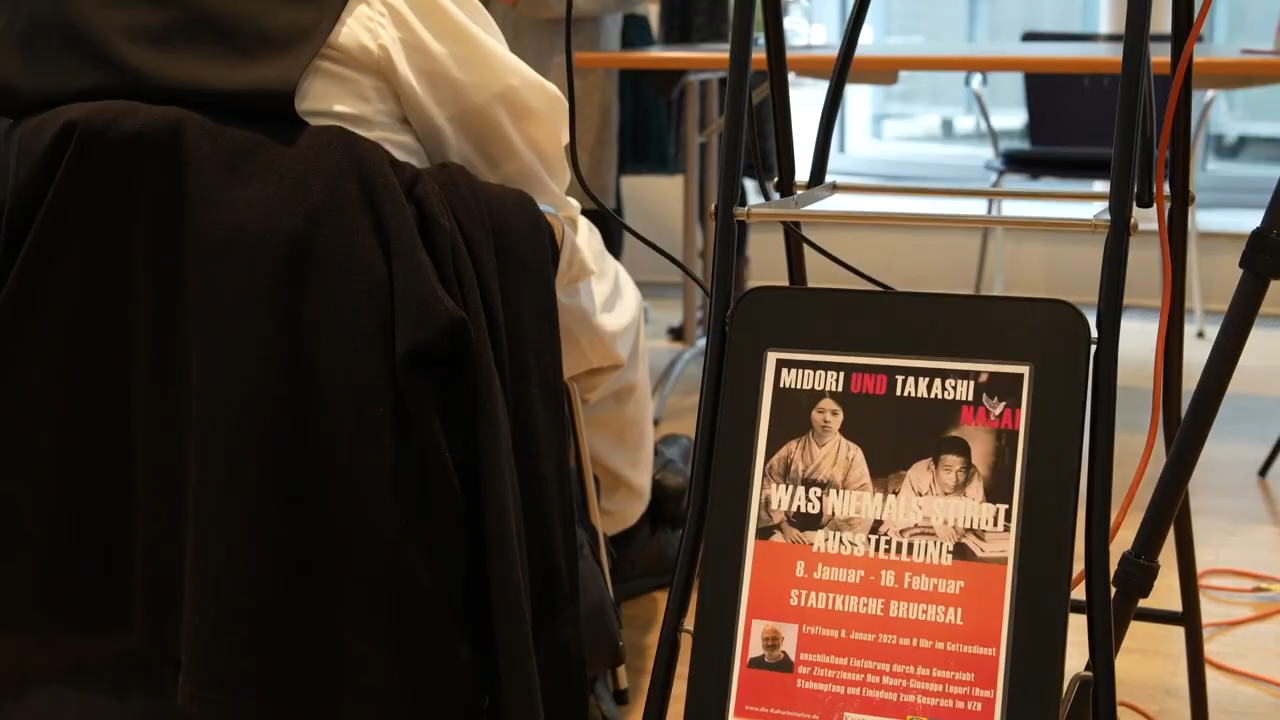 MIDORI UND TAKASHI
NAGAI
WAS NIEMALS STIRBT
AUSSTELLUNG
8. Januar - 16. Februar
STADTKIRCHE BRUCHSAL
Eröffnung 8. Januar 2023 um 9 Uhr im Gottesdienst
anschließend Einführung durch den Generalabt
der Zisterzienser Don Mauro-Giuseppe Lepori (Rom)
Stehempfang und Einladung zum Gespräch im VZH
www.die-kulturinitiative.de